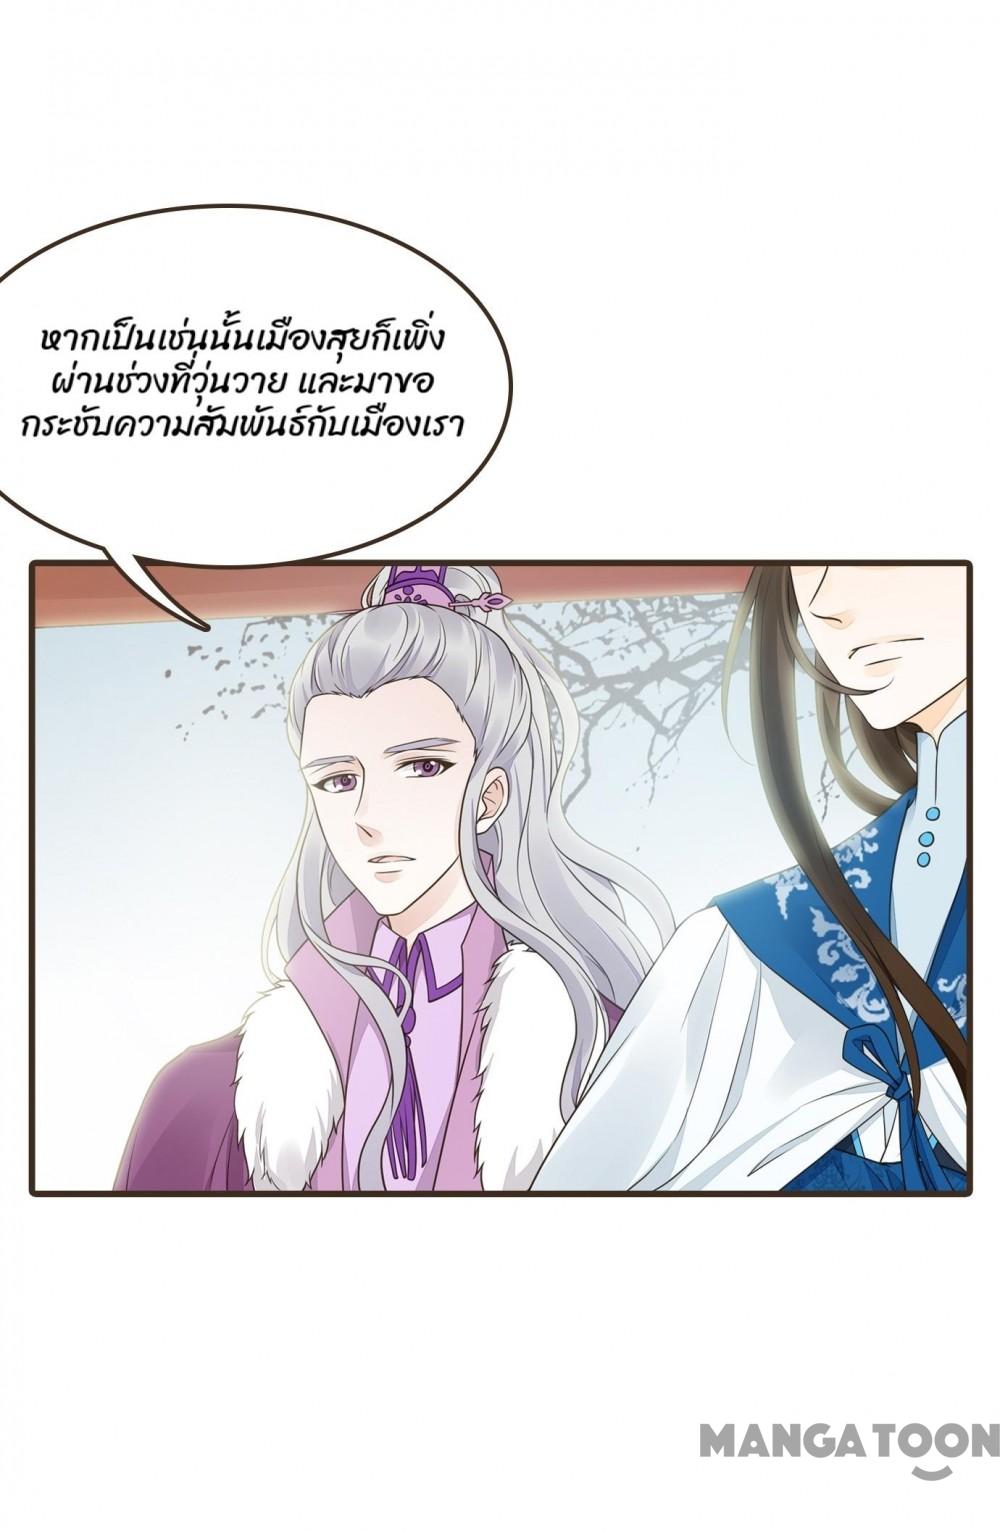 หากเป็นเช่นนั้นเมืองสุยก็เพิ่ง
ผ่านช่วงที่วุ่นวาย และมาขอ
กระชับความสัมพันธ์กับเมืองเรา
MANGATOON